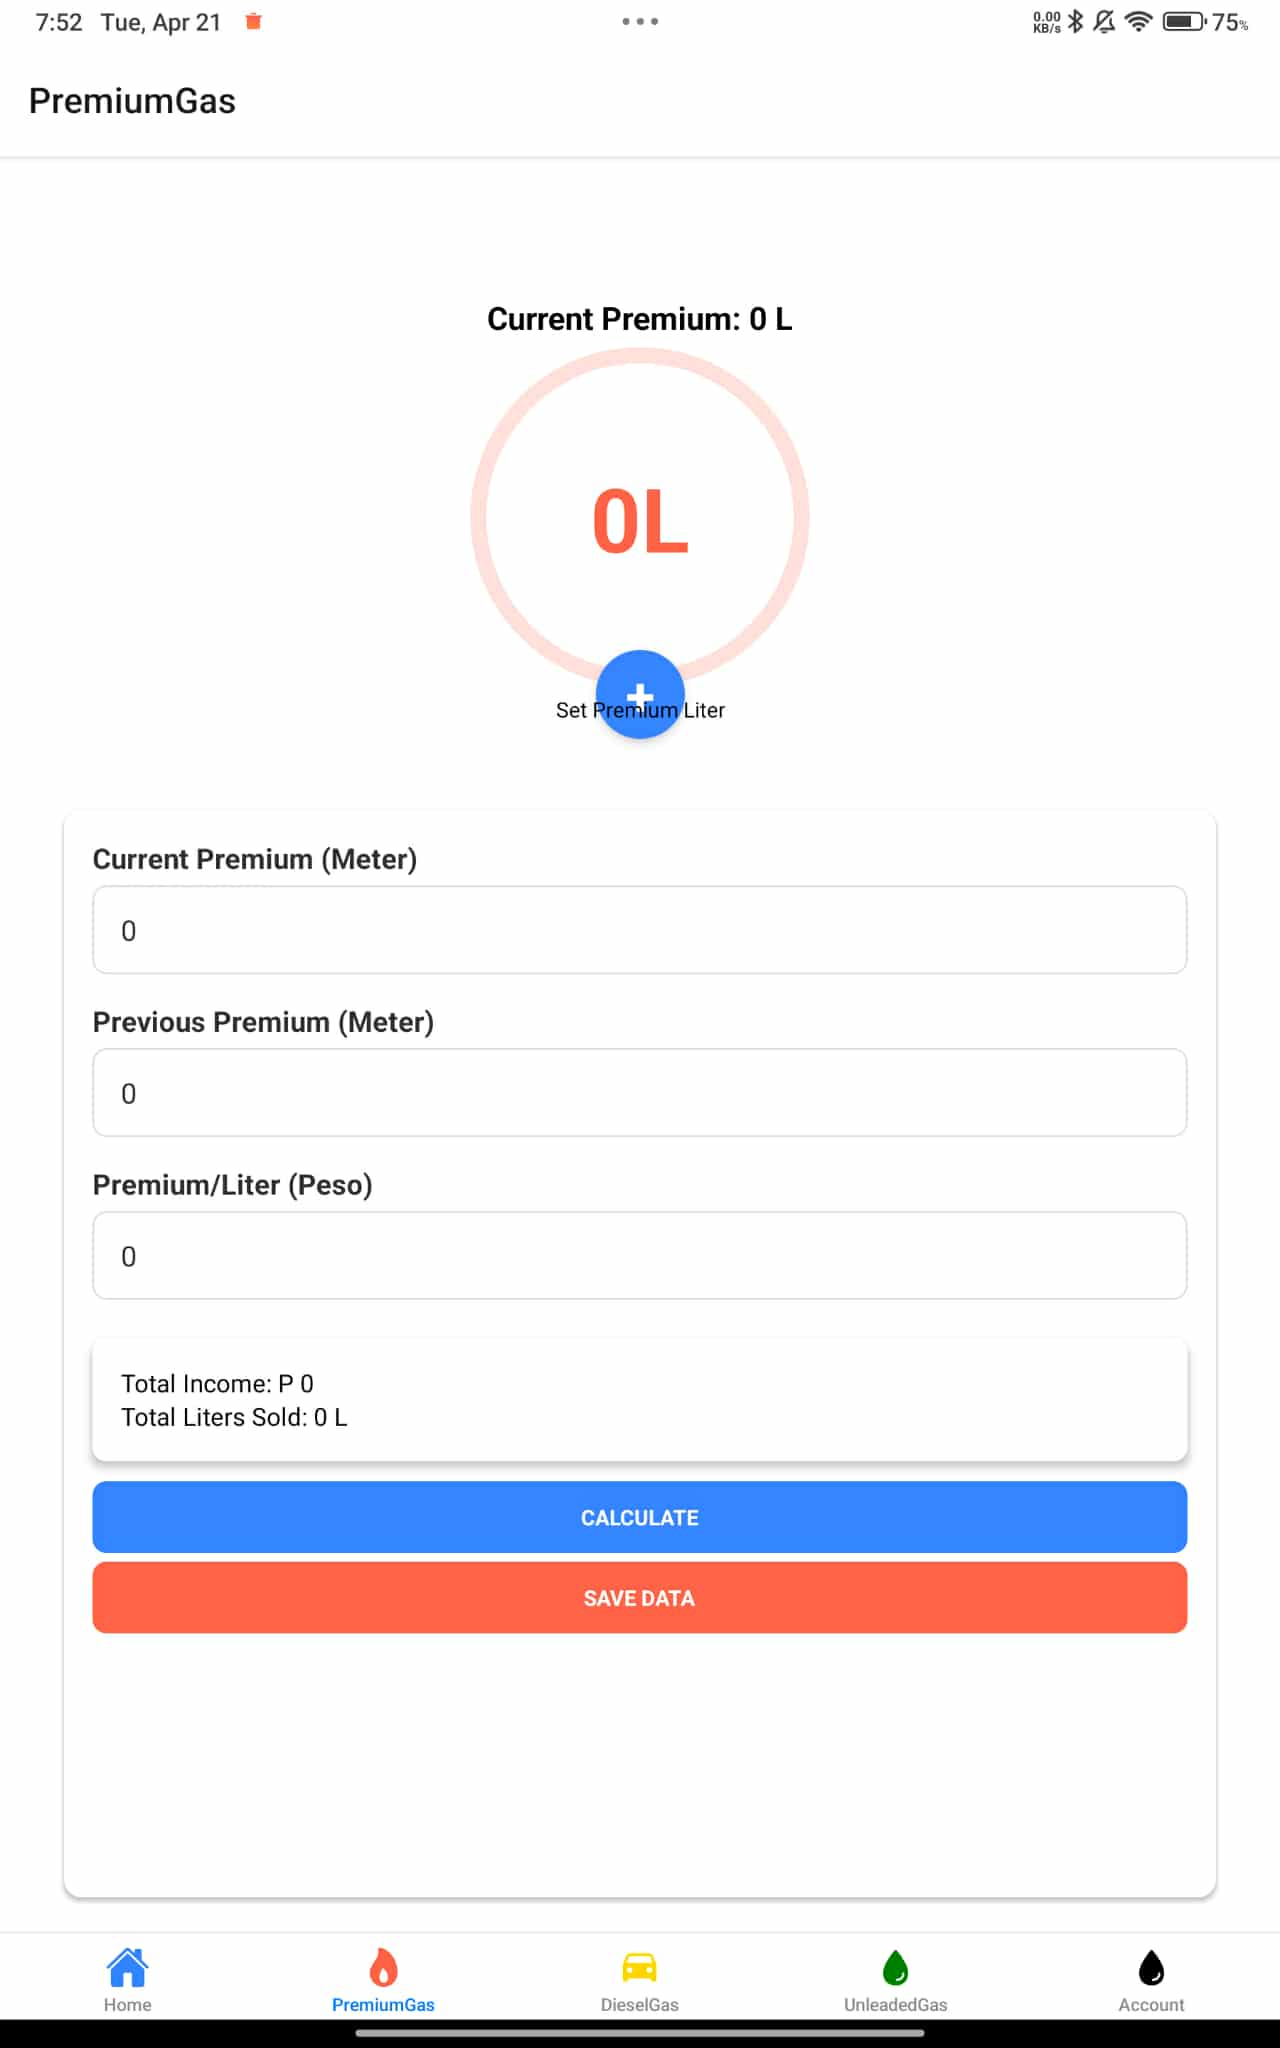 7:52 Tue, Apr 21
0.00
KB/s
75%
PremiumGas
Current Premium: 0 L
0L
Set Premium Liter
Current Premium (Meter)
0
Previous Premium (Meter)
0
Premium/Liter (Peso)
0
Total Income: P 0
Total Liters Sold: 0 L
CALCULATE
SAVE DATA
Home
PremiumGas
DieselGas
UnleadedGas
Account